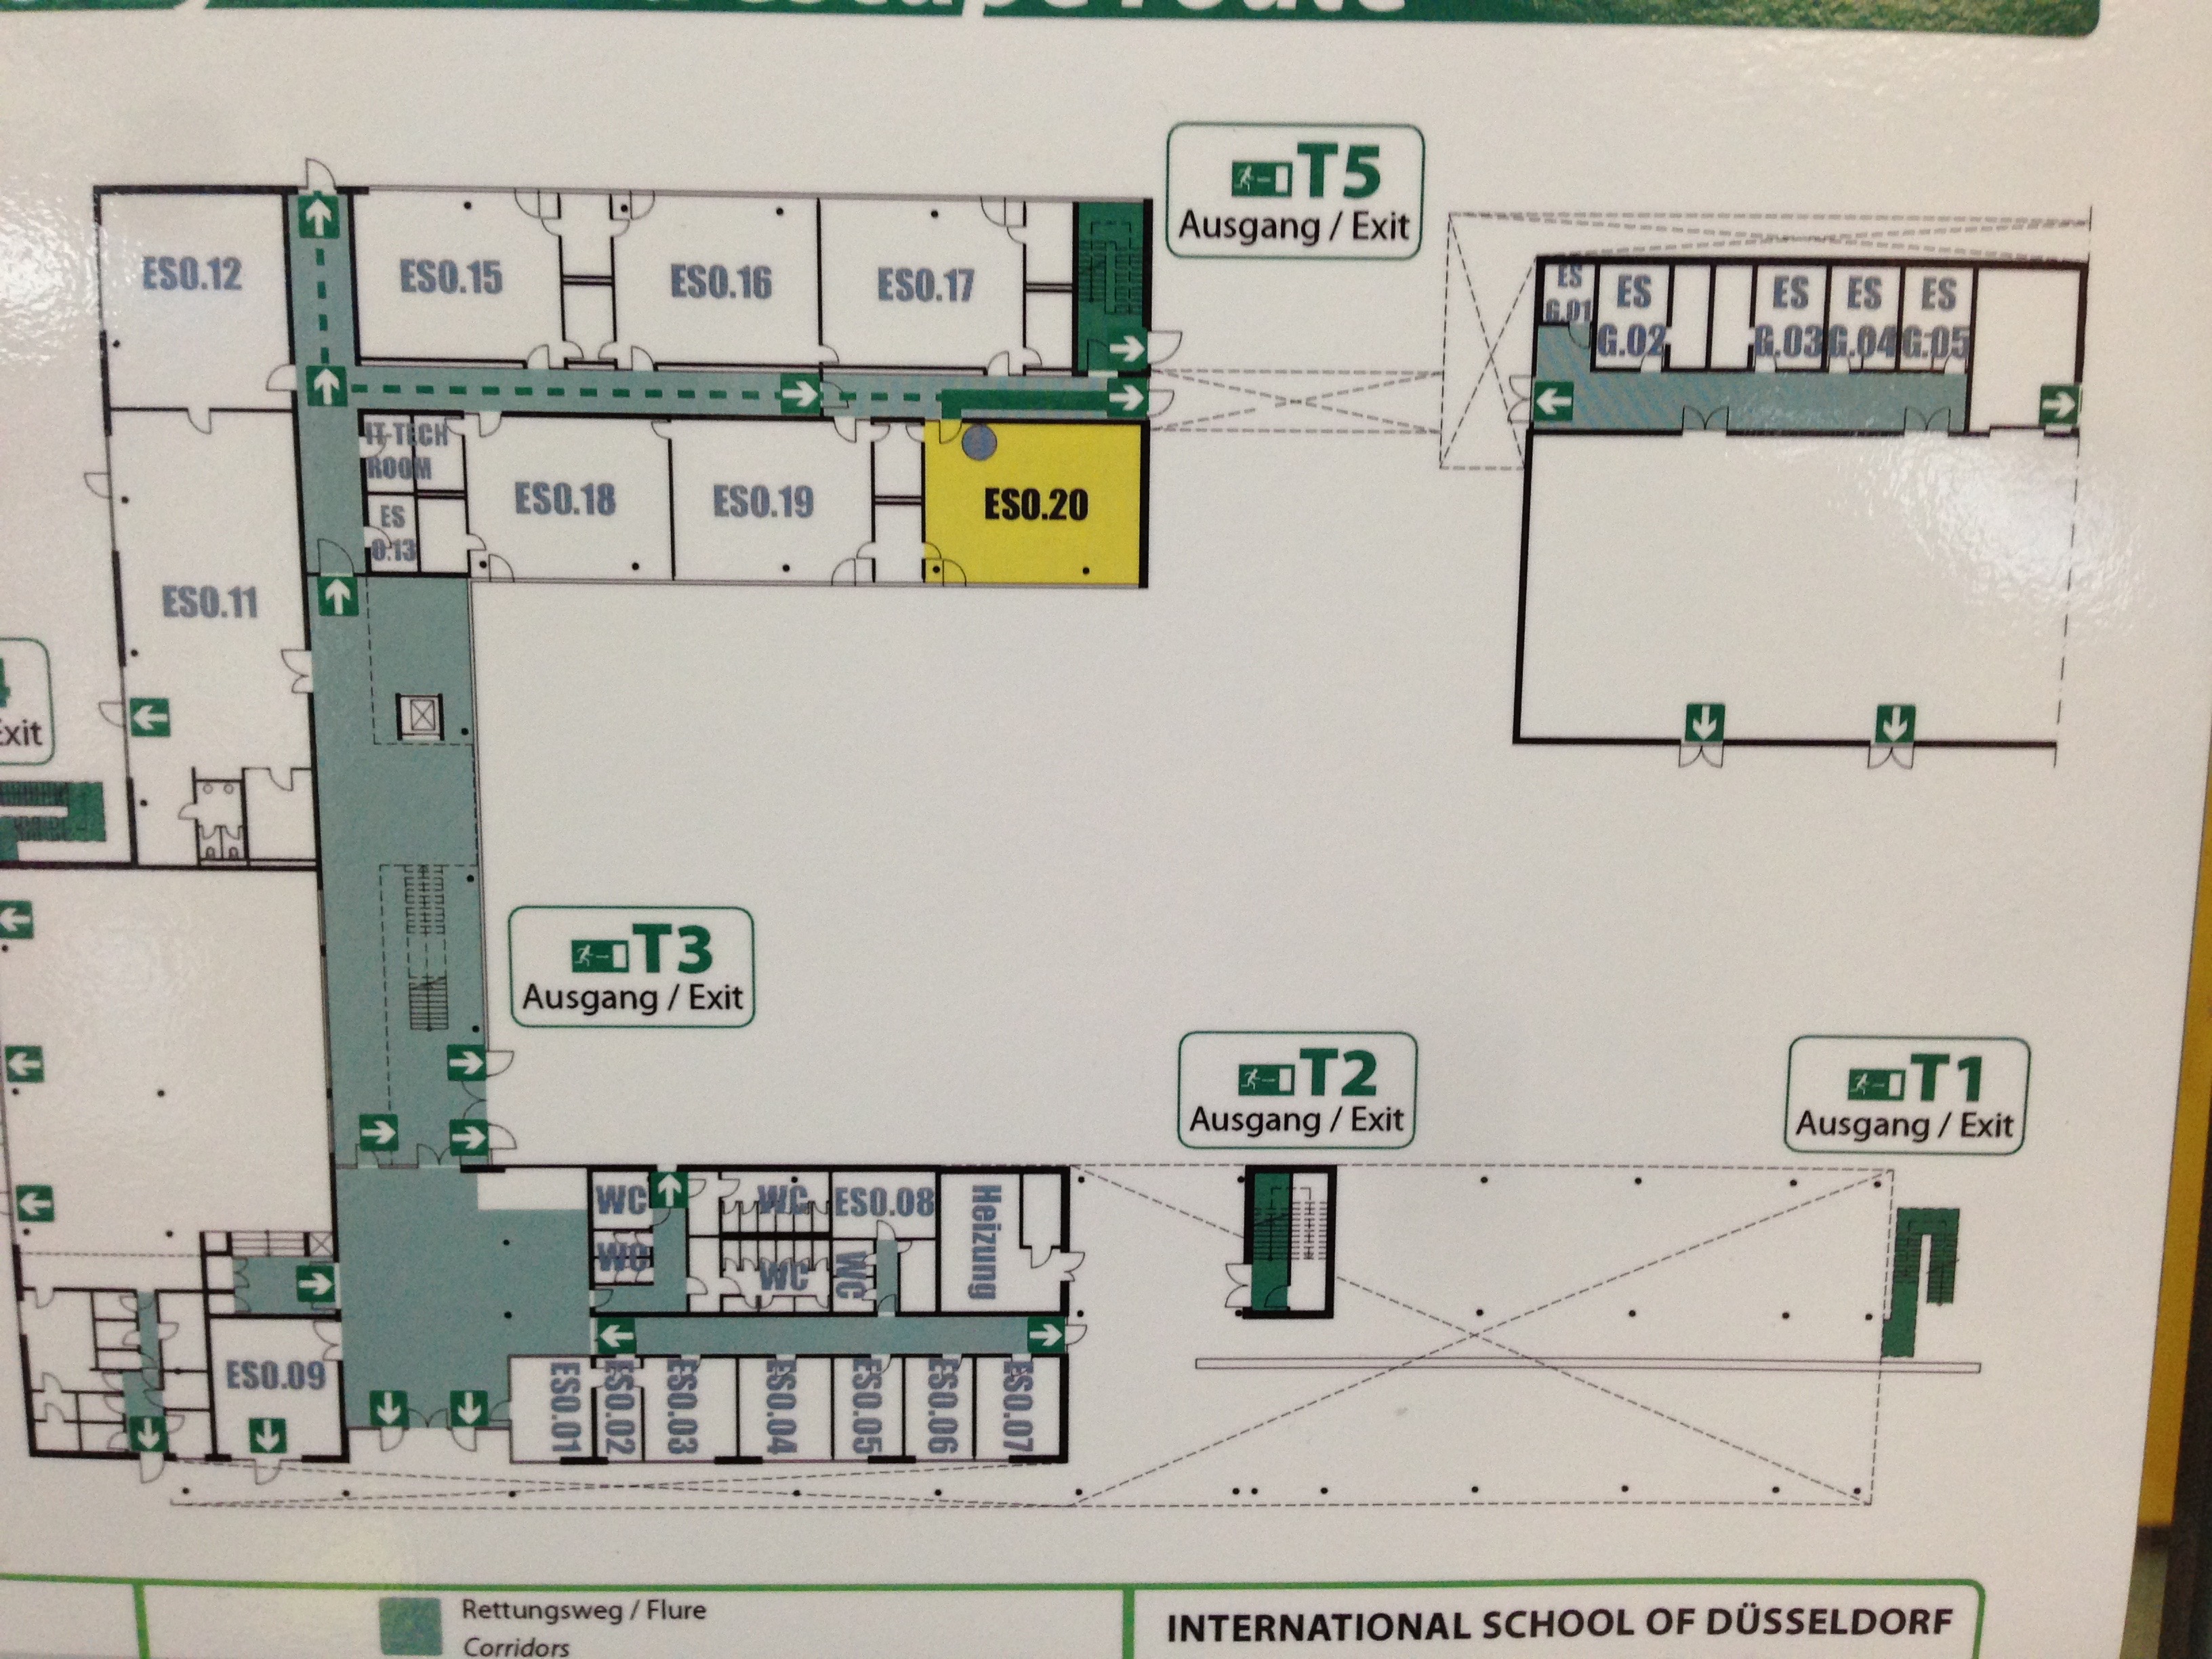 escape route
T5
Ausgang / Exit
ES0.12
ES0.15
ES0.16
ES0.17
ES
G.01
ES
G.02
ES
G.03
ES
G.04
ES
G.05
IT TECH
ROOM
ES
0.13
ES0.18
ES0.19
ES0.20
ES0.11
4
Exit
T3
Ausgang / Exit
T2
Ausgang / Exit
T1
Ausgang / Exit
WC
WC
WC
WC
WC
ES0.08
Heizung
ES0.09
ES0.01
ES0.02
ES0.03
ES0.04
ES0.05
ES0.06
ES0.07
Rettungsweg / Flure
Corridors
INTERNATIONAL SCHOOL OF DÜSSELDORF